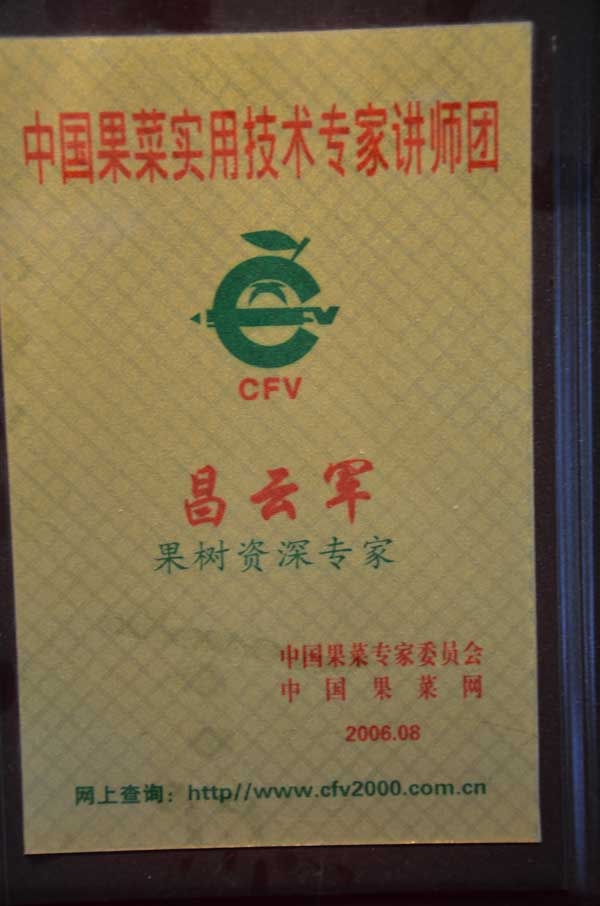 中国果菜实用技术专家讲师团
CFV
昌云军
果树资深专家
中国果菜专家委员会
中国果菜网
2006.08
网上查询：http//www.cfv2000.com.cn